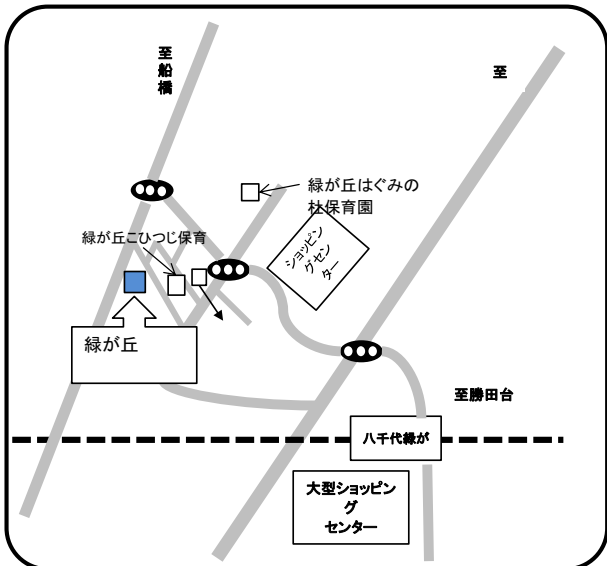 至船橋
至
緑が丘はぐみの
杜保育園
緑が丘こひつじ保育
ショッピン
グセン
ター
緑が丘
至勝田台
八千代緑が
大型ショッピン
グ
センター